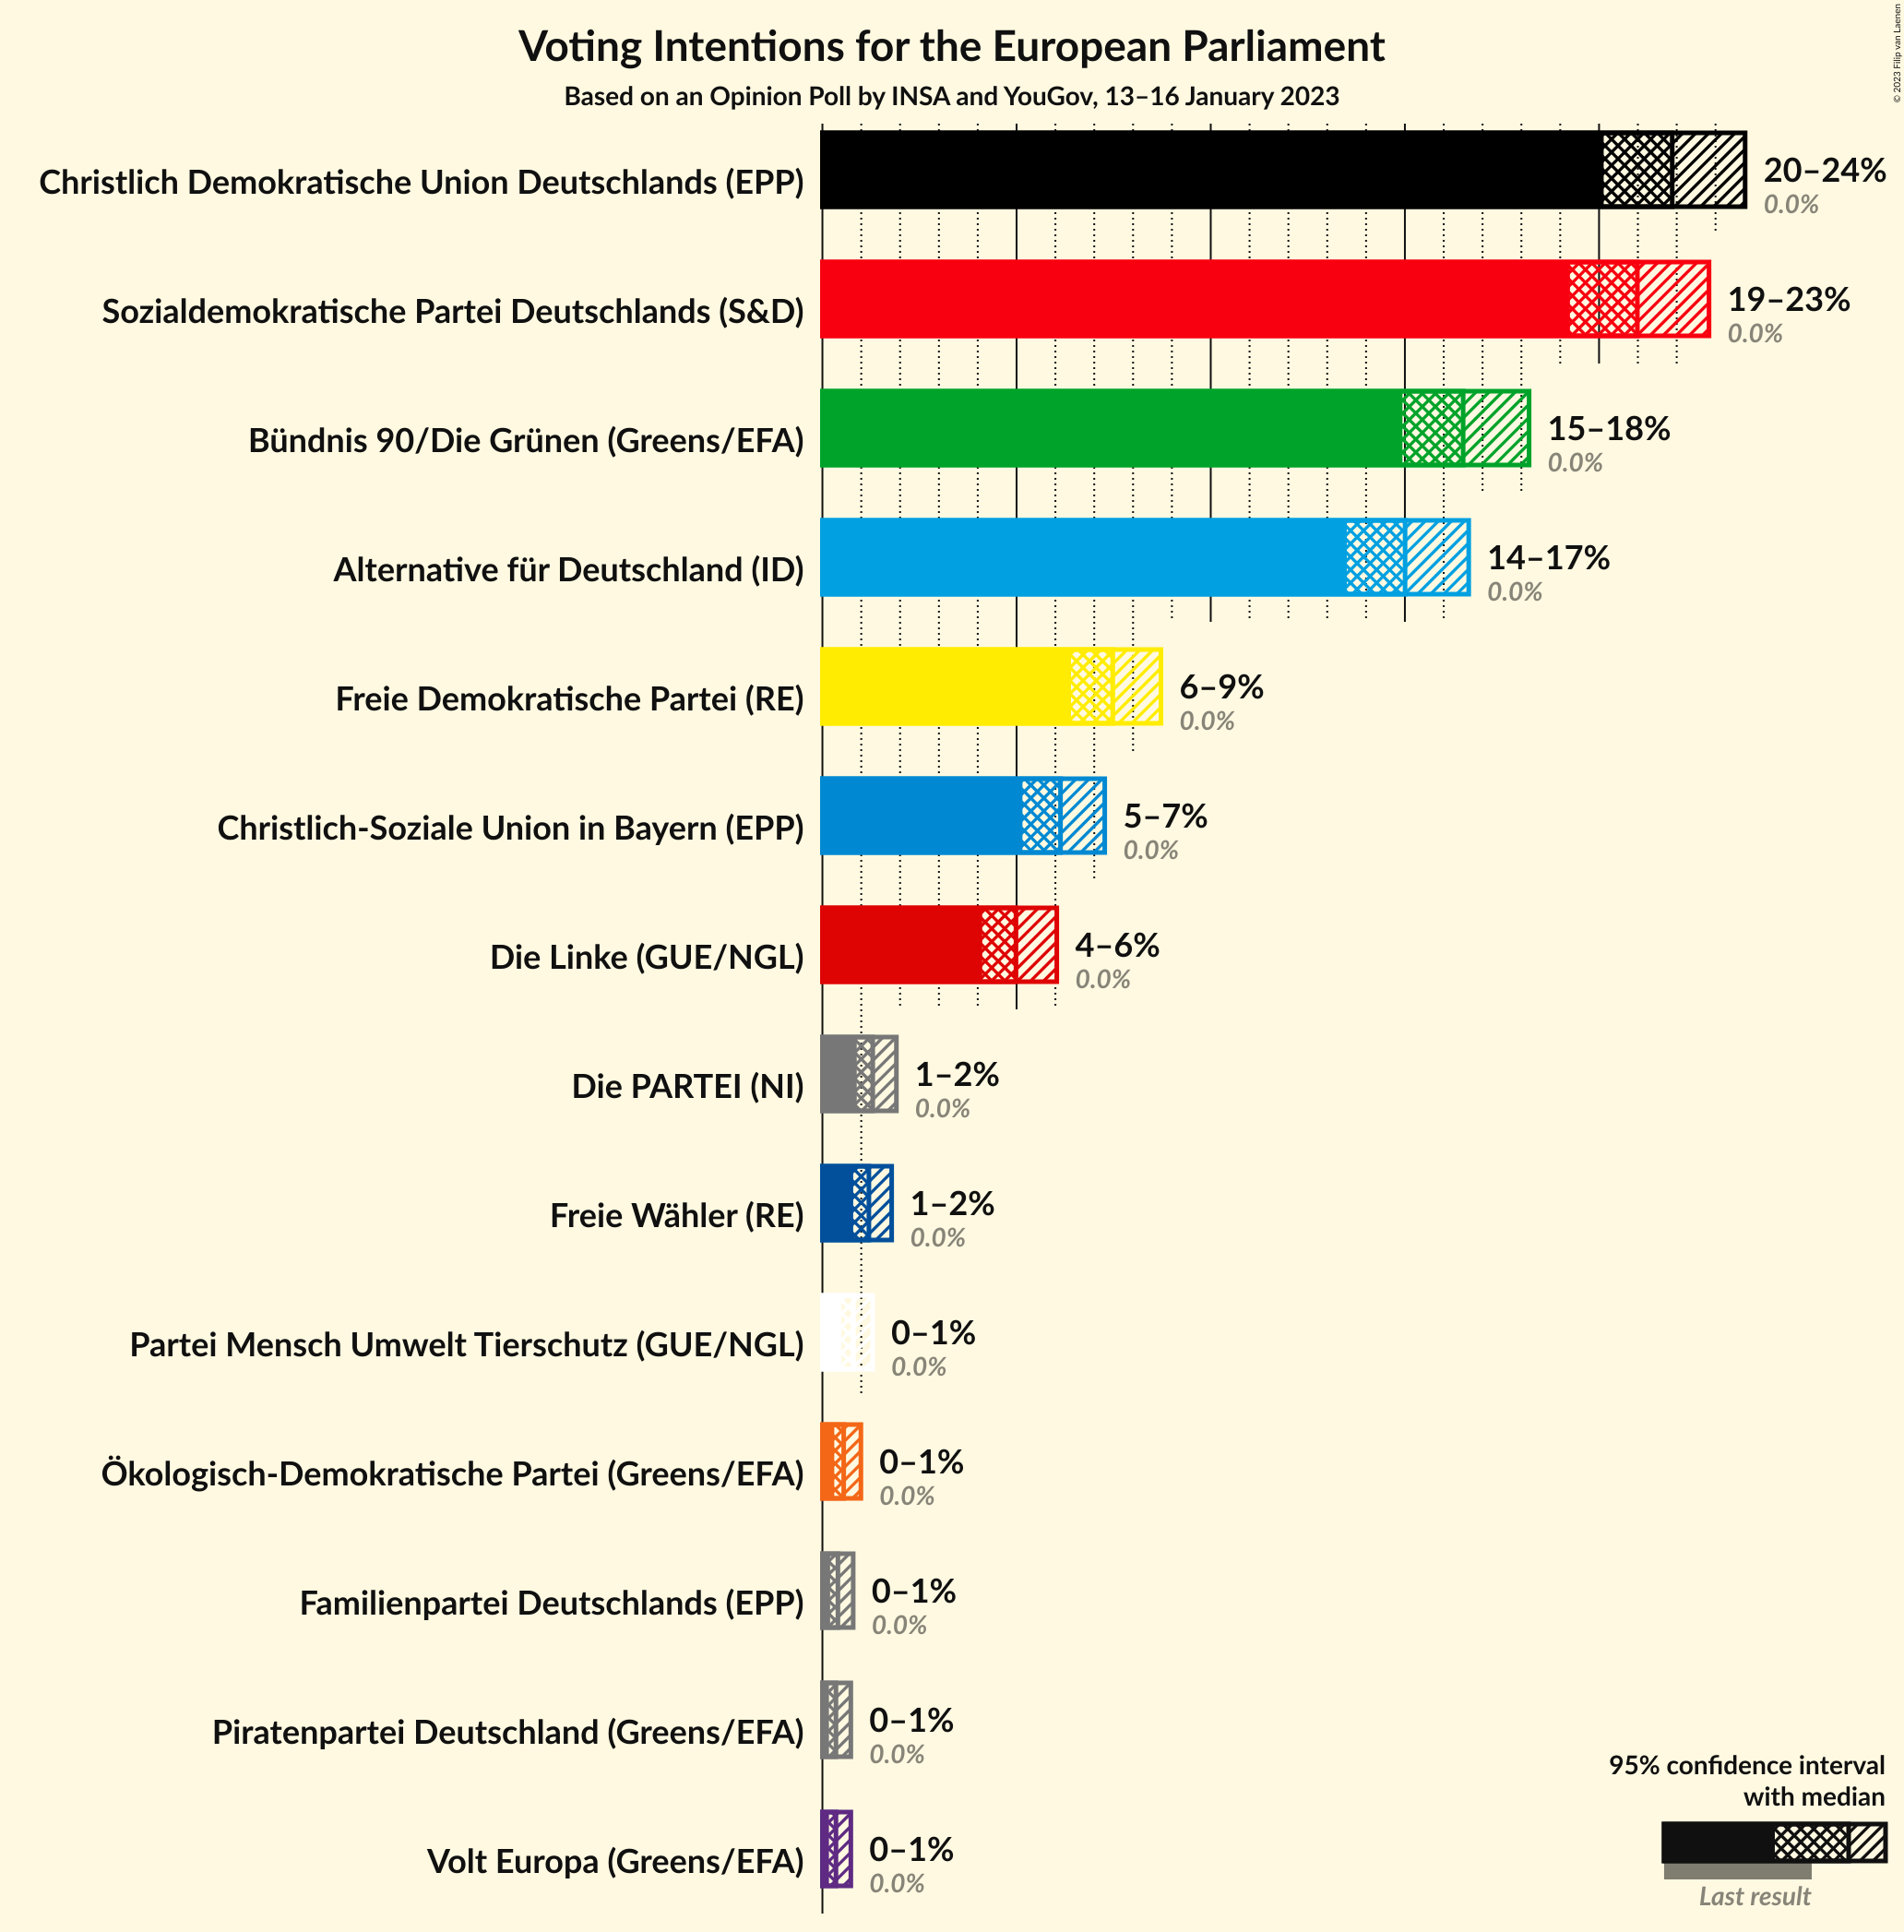 Voting Intentions for the European Parliament
Based on an Opinion Poll by INSA and YouGov, 13–16 January 2023
© 2023 Filip van Laenen
Christlich Demokratische Union Deutschlands (EPP)
20–24%
0.0%
Sozialdemokratische Partei Deutschlands (S&D)
19–23%
0.0%
Bündnis 90/Die Grünen (Greens/EFA)
15–18%
0.0%
Alternative für Deutschland (ID)
14–17%
0.0%
Freie Demokratische Partei (RE)
6–9%
0.0%
Christlich-Soziale Union in Bayern (EPP)
5–7%
0.0%
Die Linke (GUE/NGL)
4–6%
0.0%
Die PARTEI (NI)
1–2%
0.0%
Freie Wähler (RE)
1–2%
0.0%
Partei Mensch Umwelt Tierschutz (GUE/NGL)
0–1%
0.0%
Ökologisch-Demokratische Partei (Greens/EFA)
0–1%
0.0%
Familienpartei Deutschlands (EPP)
0–1%
0.0%
Piratenpartei Deutschland (Greens/EFA)
0–1%
0.0%
Volt Europa (Greens/EFA)
0–1%
0.0%
95% confidence interval
with median
Last result